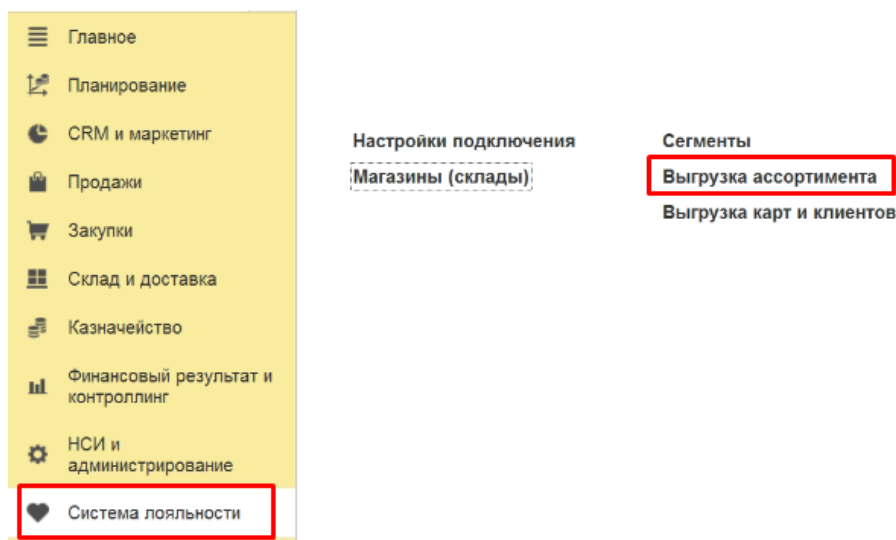 Главное
Планирование
CRM и маркетинг
Продажи
Закупки
Склад и доставка
Казначейство
Финансовый результат и
контроллинг
НСИ и
администрирование
Система лояльности
Настройки подключения
Магазины (склады)
Сегменты
Выгрузка ассортимента
Выгрузка карт и клиентов